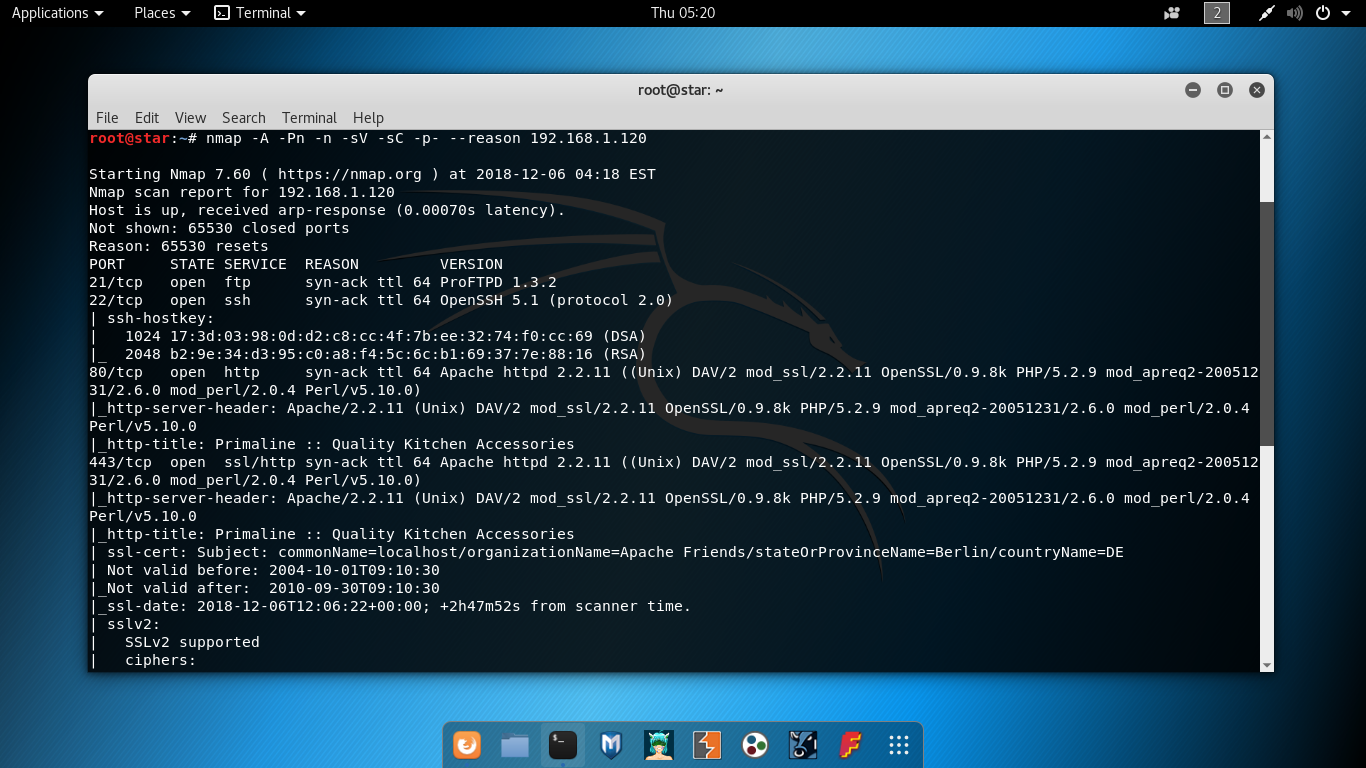 Applications Places Terminal Thu 05:20 2
root@star: ~
File Edit View Search Terminal Help
root@star:~# nmap -A -Pn -n -sV -sC -p- --reason 192.168.1.120
Starting Nmap 7.60 ( https://nmap.org ) at 2018-12-06 04:18 EST
Nmap scan report for 192.168.1.120
Host is up, received arp-response (0.00070s latency).
Not shown: 65530 closed ports
Reason: 65530 resets
PORT     STATE SERVICE  REASON         VERSION
21/tcp   open  ftp      syn-ack ttl 64 ProFTPD 1.3.2
22/tcp   open  ssh      syn-ack ttl 64 OpenSSH 5.1 (protocol 2.0)
| ssh-hostkey:
|   1024 17:3d:03:98:0d:d2:c8:cc:4f:7b:ee:32:74:f0:cc:69 (DSA)
|_  2048 b2:9e:34:d3:95:c0:a8:f4:5c:6c:b1:69:37:7e:88:16 (RSA)
80/tcp   open  http     syn-ack ttl 64 Apache httpd 2.2.11 ((Unix) DAV/2 mod_ssl/2.2.11 OpenSSL/0.9.8k PHP/5.2.9 mod_apreq2-200512
31/2.6.0 mod_perl/2.0.4 Perl/v5.10.0)
|_http-server-header: Apache/2.2.11 (Unix) DAV/2 mod_ssl/2.2.11 OpenSSL/0.9.8k PHP/5.2.9 mod_apreq2-20051231/2.6.0 mod_perl/2.0.4
Perl/v5.10.0
|_http-title: Primaline :: Quality Kitchen Accessories
443/tcp  open  ssl/http syn-ack ttl 64 Apache httpd 2.2.11 ((Unix) DAV/2 mod_ssl/2.2.11 OpenSSL/0.9.8k PHP/5.2.9 mod_apreq2-200512
31/2.6.0 mod_perl/2.0.4 Perl/v5.10.0)
|_http-server-header: Apache/2.2.11 (Unix) DAV/2 mod_ssl/2.2.11 OpenSSL/0.9.8k PHP/5.2.9 mod_apreq2-20051231/2.6.0 mod_perl/2.0.4
Perl/v5.10.0
|_http-title: Primaline :: Quality Kitchen Accessories
| ssl-cert: Subject: commonName=localhost/organizationName=Apache Friends/stateOrProvinceName=Berlin/countryName=DE
| Not valid before: 2004-10-01T09:10:30
|_Not valid after:  2010-09-30T09:10:30
|_ssl-date: 2018-12-06T12:06:22+00:00; +2h47m52s from scanner time.
| sslv2:
|   SSLv2 supported
|   ciphers: